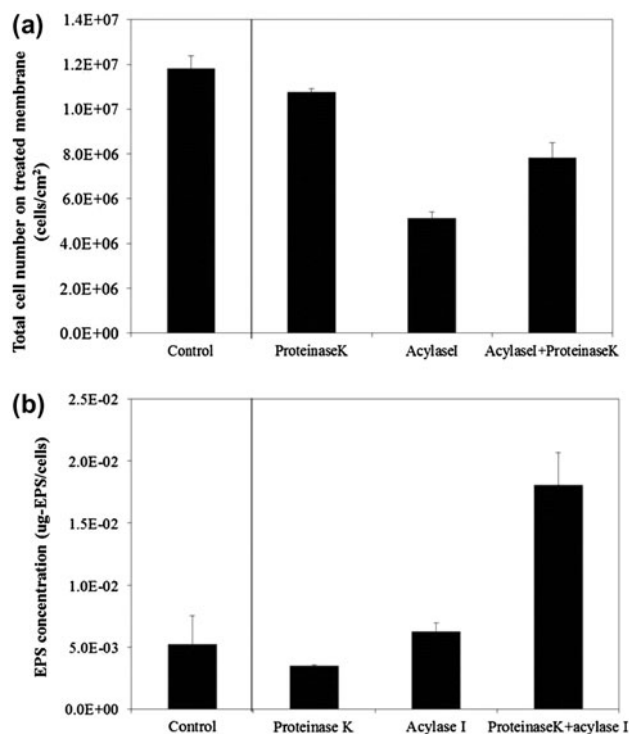 (a)
Total cell number on treated membrane
(cells/cm²)
1.4E+07
1.2E+07
1.0E+07
8.0E+06
6.0E+06
4.0E+06
2.0E+06
0.0E+00
Control
ProteinaseK
AcylaseI
AcylaseI+ProteinaseK
(b)
EPS concentration (ug-EPS/cells)
2.5E-02
2.0E-02
1.5E-02
1.0E-02
5.0E-03
0.0E+00
Control
Proteinase K
Acylase I
ProteinaseK+acylase I